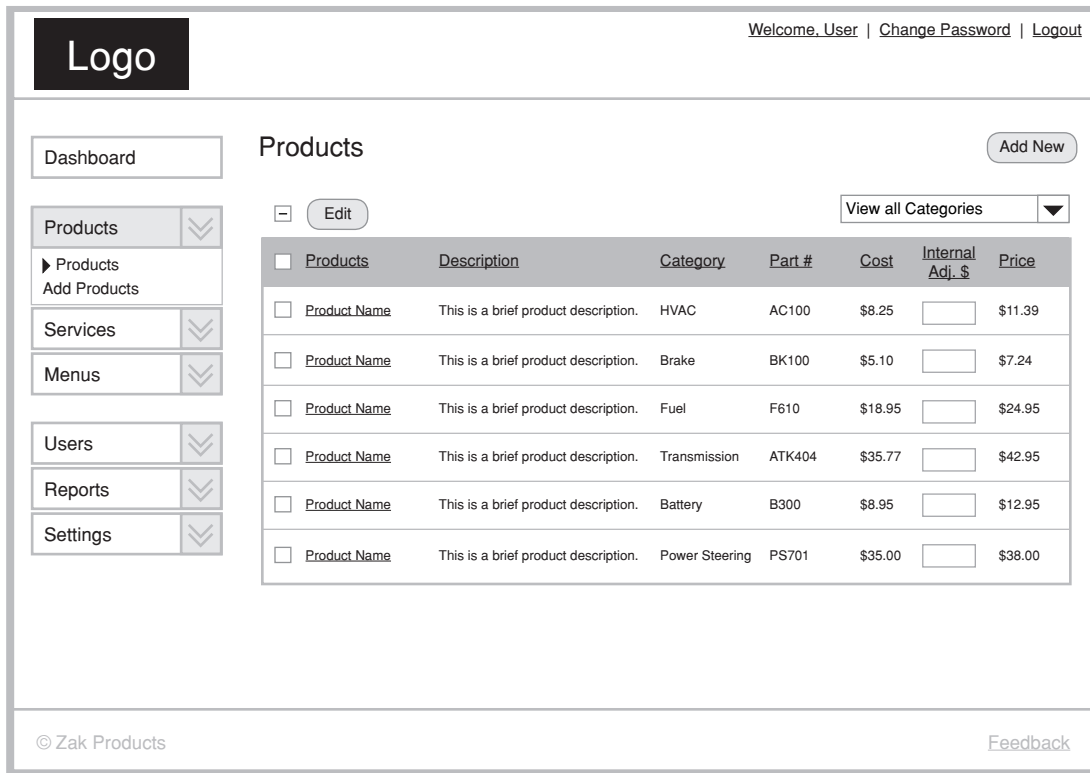 Logo
Welcome, User | Change Password | Logout
Dashboard
Products
Products
Add Products
Services
Menus
Users
Reports
Settings
Products
Add New
Edit
View all Categories
Products Description Category Part # Cost Internal Adj. $ Price
Product Name This is a brief product description. HVAC AC100 $8.25 $11.39
Product Name This is a brief product description. Brake BK100 $5.10 $7.24
Product Name This is a brief product description. Fuel F610 $18.95 $24.95
Product Name This is a brief product description. Transmission ATK404 $35.77 $42.95
Product Name This is a brief product description. Battery B300 $8.95 $12.95
Product Name This is a brief product description. Power Steering PS701 $35.00 $38.00
© Zak Products
Feedback